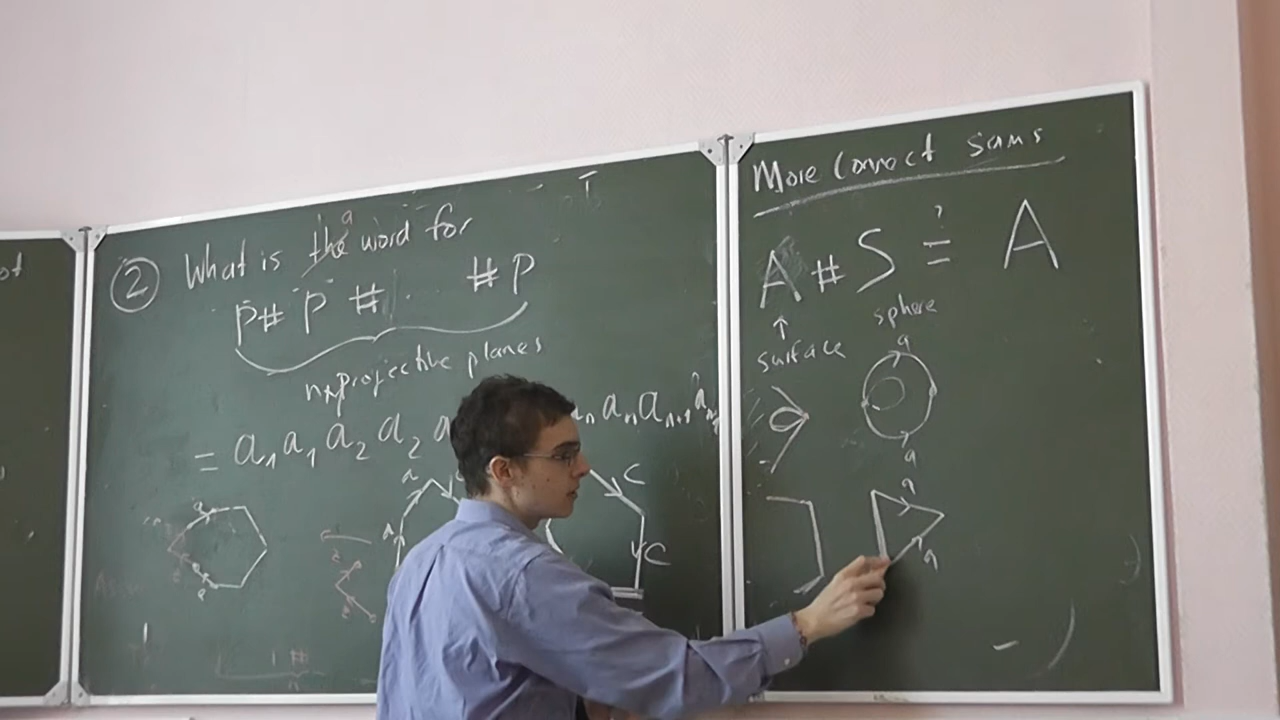 ot
② What is the word for
a
P # P # . . . # P
n projective planes
= a₁ a₁ a₂ a₂ a
aₙ aₙ aₙ₊₁ a
a
a
a
a
c
c
More Correct Sums
A # S ?= A
↑
surface
sphere
a
a
a
a